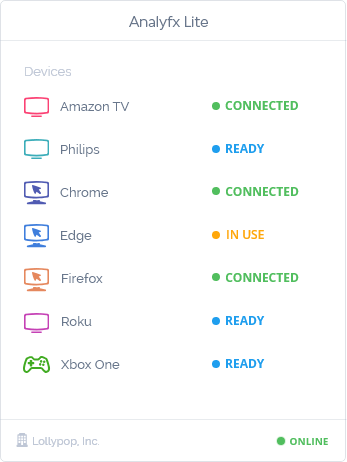 Analyfx Lite
Devices
Amazon TV CONNECTED
Philips READY
Chrome CONNECTED
Edge IN USE
Firefox CONNECTED
Roku READY
Xbox One READY
Lollypop, Inc. ONLINE